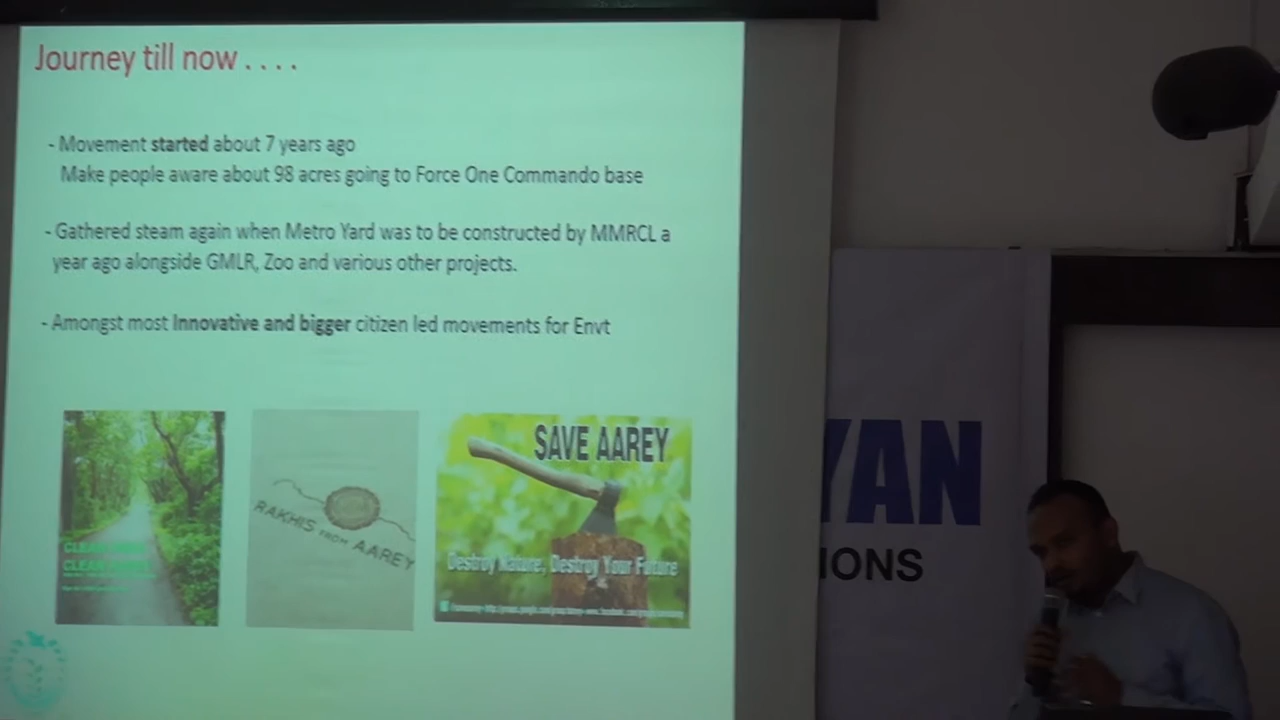 Journey till now . . . .
- Movement started about 7 years ago
Make people aware about 98 acres going to Force One Commando base
- Gathered steam again when Metro Yard was to be constructed by MMRCL a
year ago alongside GMLR, Zoo and various other projects.
- Amongst most Innovative and bigger citizen led movements for Envt
CLEAN
CLEAN
RAKHIS FROM AAREY
SAVE AAREY
Destroy Nature, Destroy Your Future
YAN
IONS